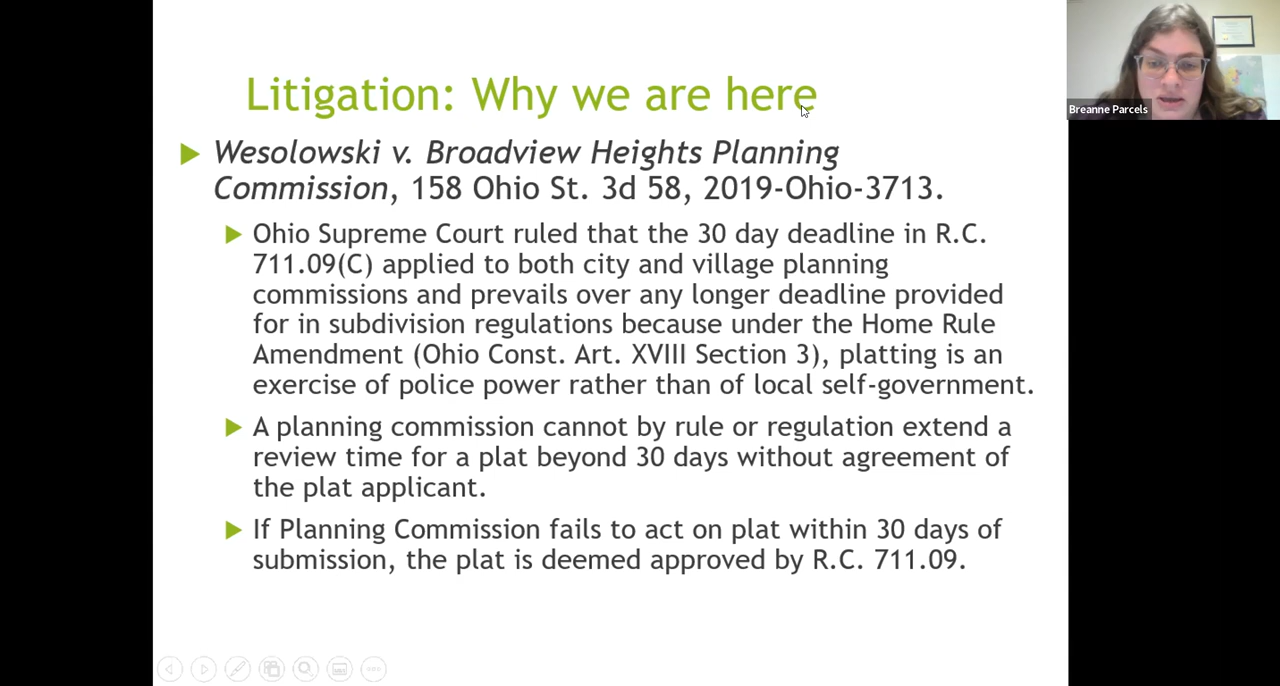 Litigation: Why we are here
Wesolowski v. Broadview Heights Planning
Commission, 158 Ohio St. 3d 58, 2019-Ohio-3713.
Ohio Supreme Court ruled that the 30 day deadline in R.C.
711.09(C) applied to both city and village planning
commissions and prevails over any longer deadline provided
for in subdivision regulations because under the Home Rule
Amendment (Ohio Const. Art. XVIII Section 3), platting is an
exercise of police power rather than of local self-government.
A planning commission cannot by rule or regulation extend a
review time for a plat beyond 30 days without agreement of
the plat applicant.
If Planning Commission fails to act on plat within 30 days of
submission, the plat is deemed approved by R.C. 711.09.
Breanne Parcels